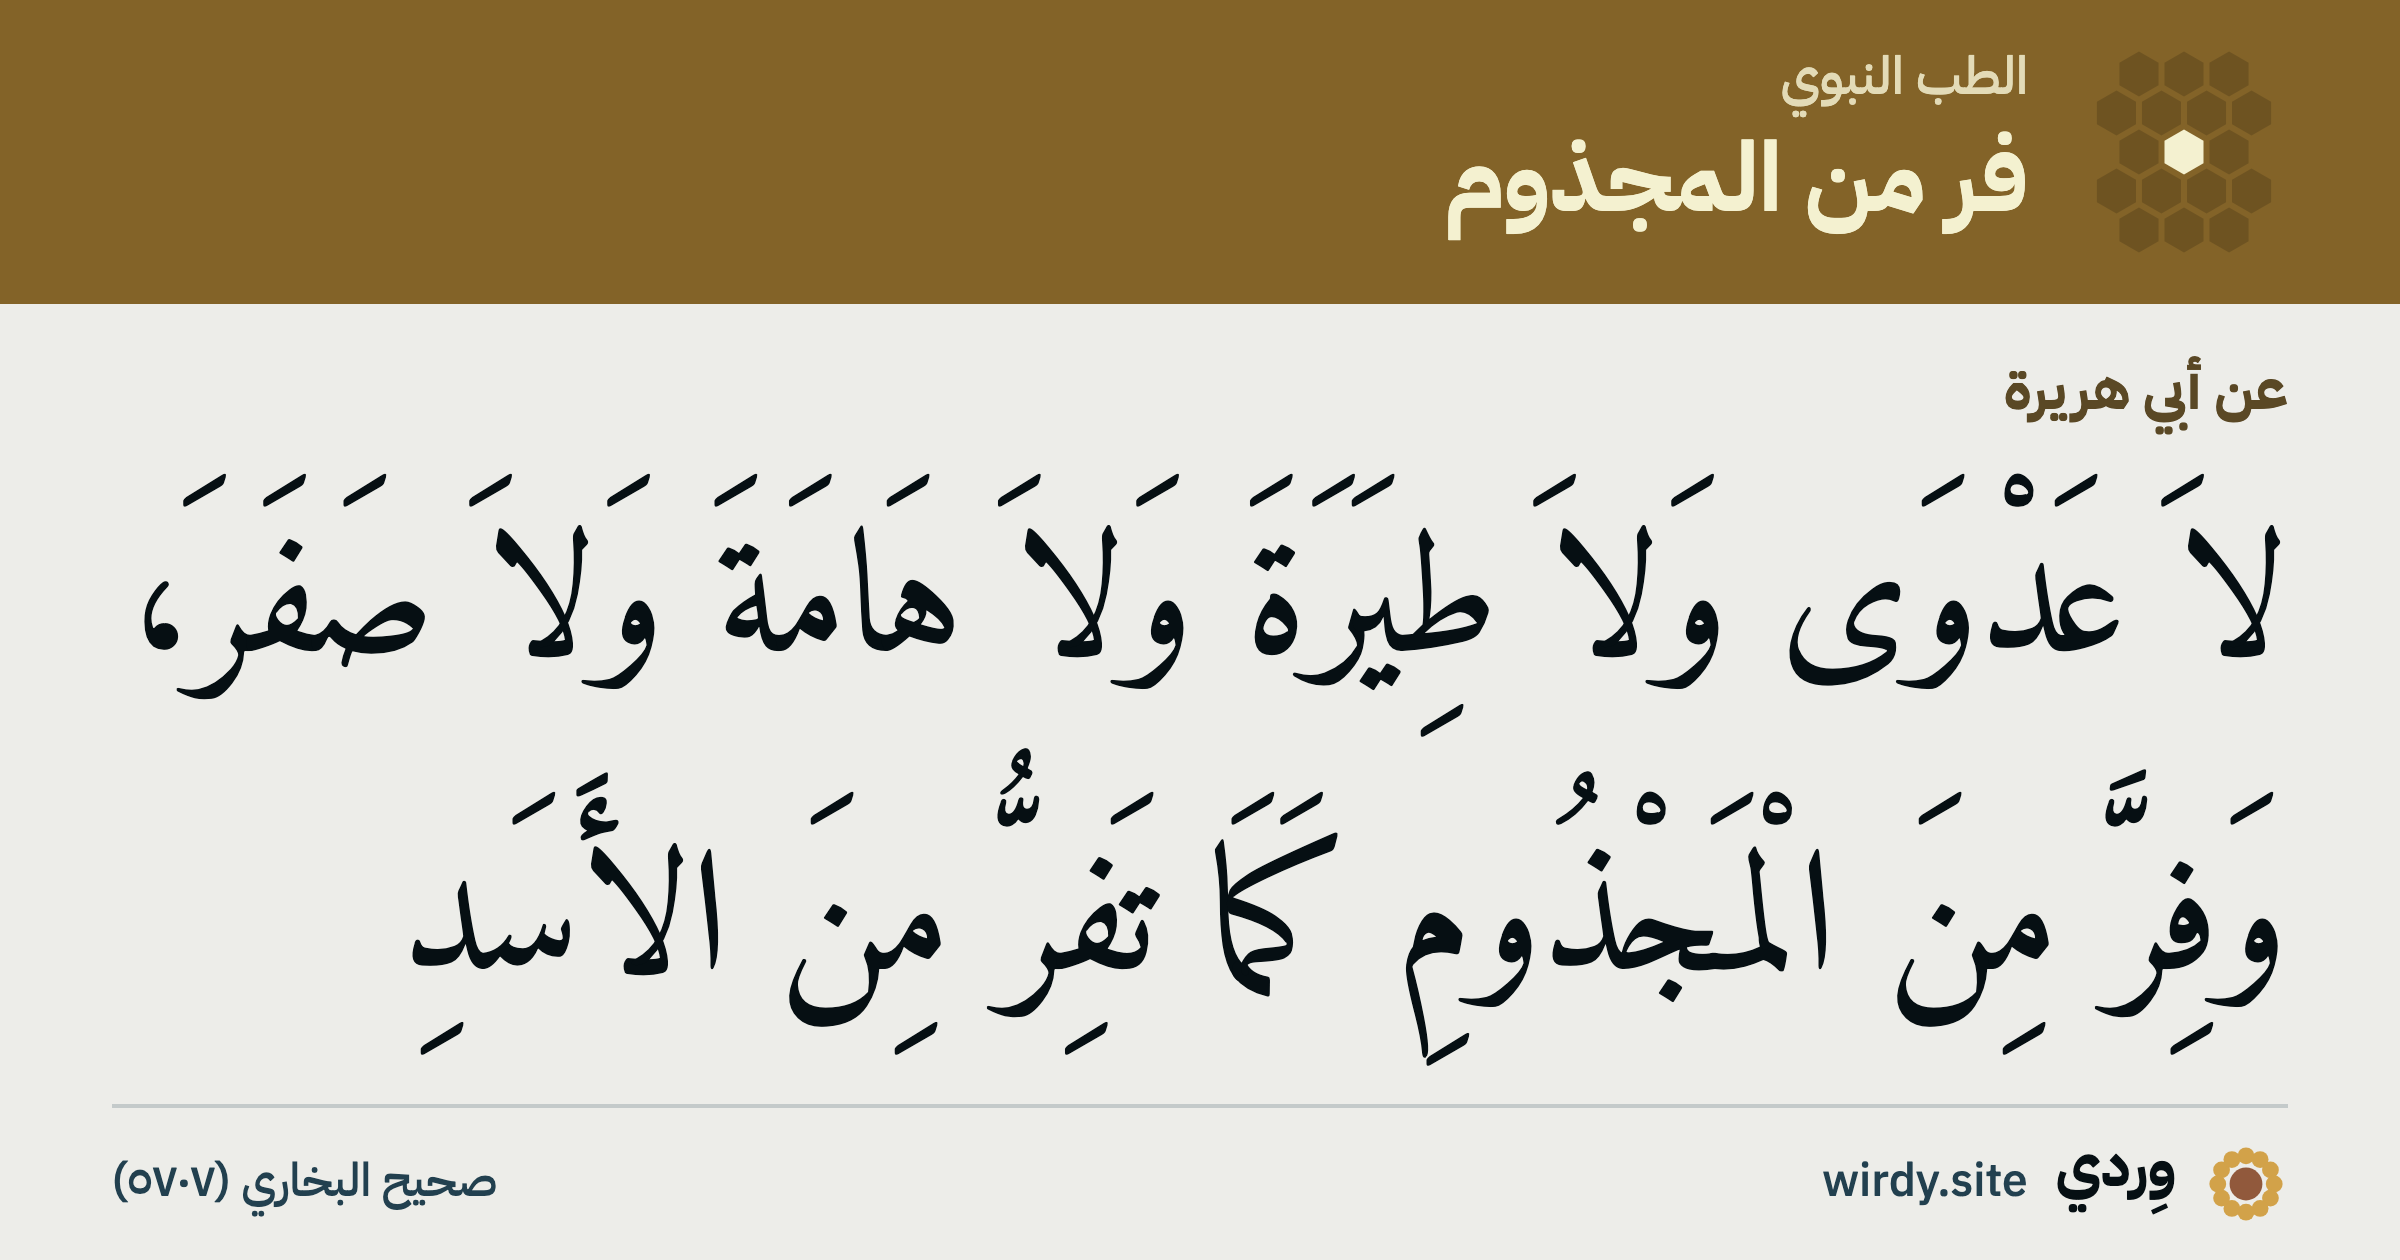 الطب النبوي
فر من المجذوم
عن أبي هريرة
لاَ عَدْوَى وَلاَ طِيَرَةَ وَلاَ هَامَةَ وَلاَ صَفَرَ،
وَفِرَّ مِنَ الْمَجْذُومِ كَمَا تَفِرُّ مِنَ الأَسَدِ
وِردي wirdy.site
صحيح البخاري (٥٧٠٧)